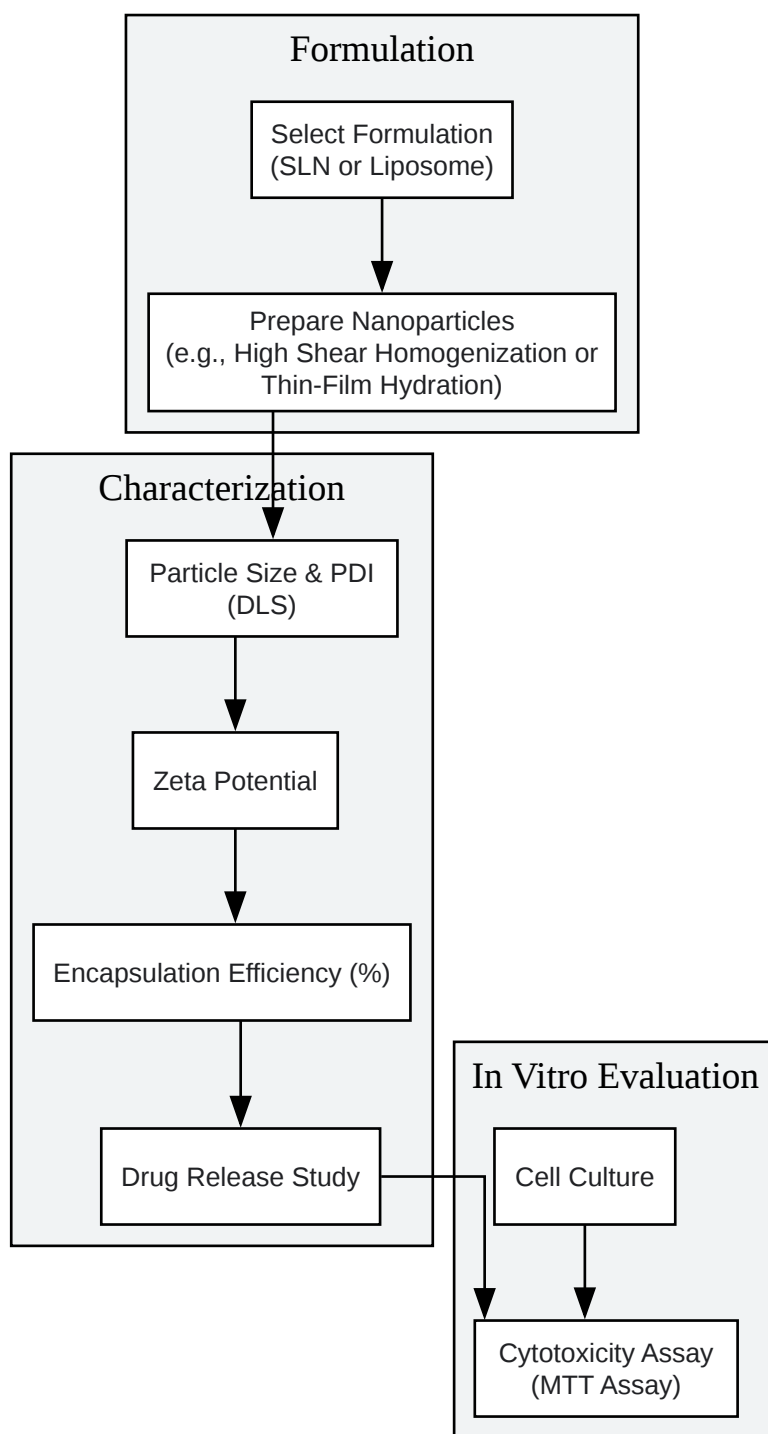 Formulation
Select Formulation
(SLN or Liposome)
Prepare Nanoparticles
(e.g., High Shear Homogenization or
Thin-Film Hydration)
Characterization
Particle Size & PDI
(DLS)
Zeta Potential
Encapsulation Efficiency (%)
Drug Release Study
In Vitro Evaluation
Cell Culture
Cytotoxicity Assay
(MTT Assay)